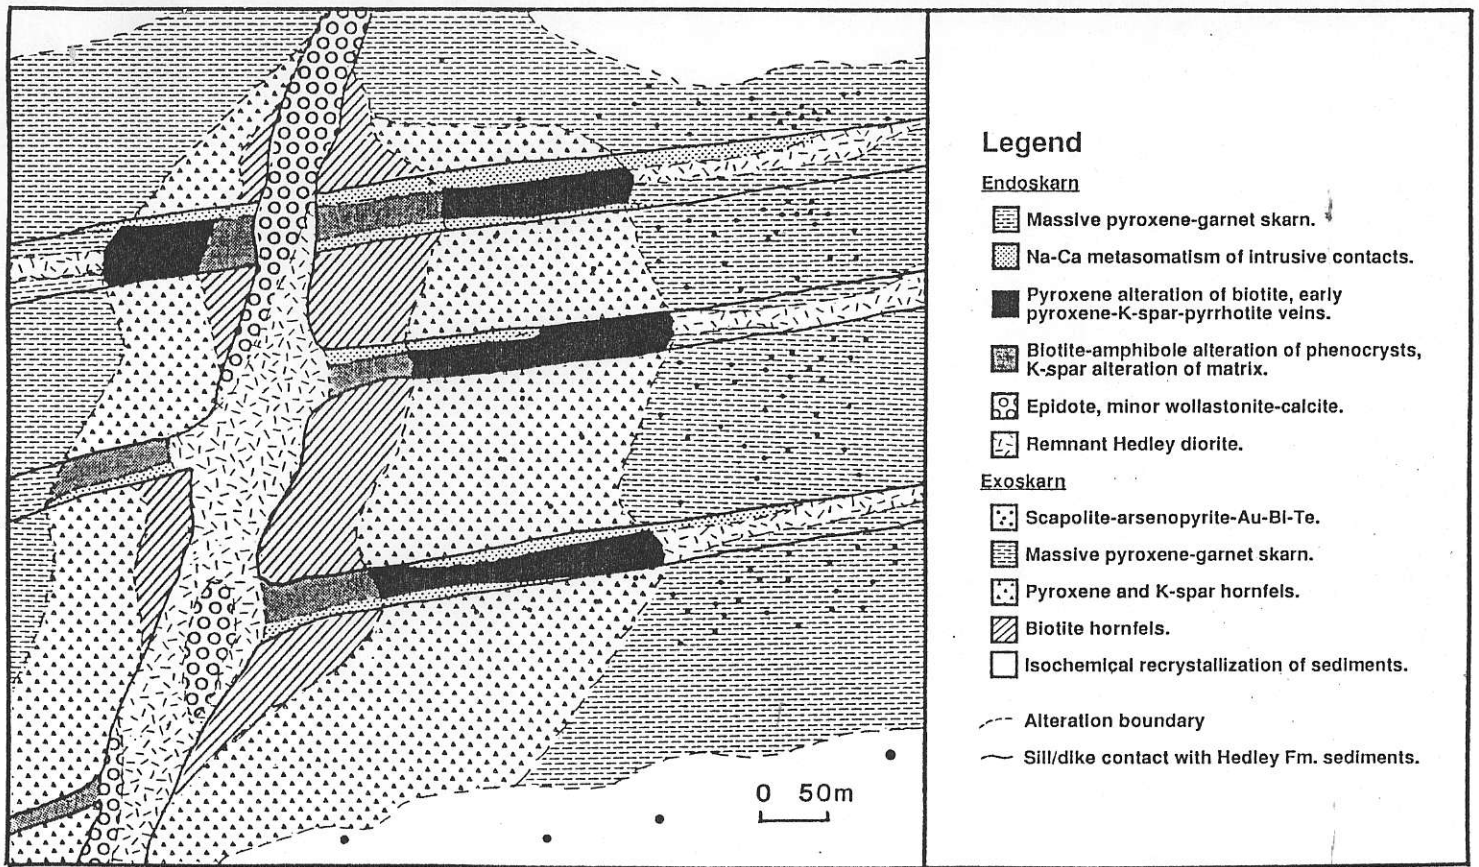 Legend
Endoskarn
Massive pyroxene-garnet skarn.
Na-Ca metasomatism of intrusive contacts.
Pyroxene alteration of biotite, early
pyroxene-K-spar-pyrrhotite veins.
Biotite-amphibole alteration of phenocrysts,
K-spar alteration of matrix.
Epidote, minor wollastonite-calcite.
Remnant Hedley diorite.
Exoskarn
Scapolite-arsenopyrite-Au-Bi-Te.
Massive pyroxene-garnet skarn.
Pyroxene and K-spar hornfels.
Biotite hornfels.
Isochemical recrystallization of sediments.
Alteration boundary
Sill/dike contact with Hedley Fm. sediments.
0 50m